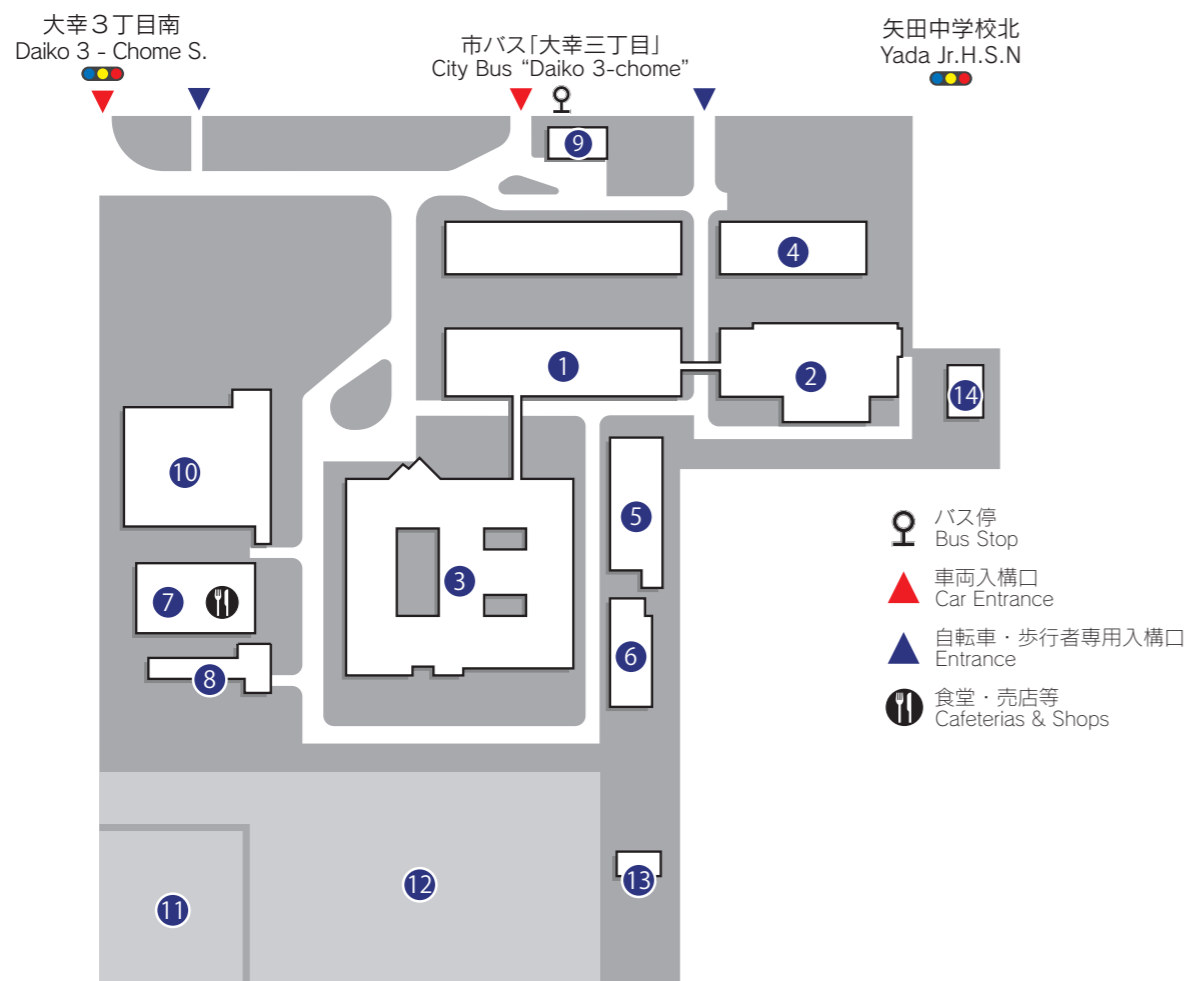 大幸３丁目南
Daiko 3 - Chome S.
市バス「大幸三丁目」
City Bus “Daiko 3-chome”
矢田中学校北
Yada Jr.H.S.N
9
4
1
2
14
10
5
3
7
6
8
バス停
Bus Stop
車両入構口
Car Entrance
自転車・歩行者専用入構口
Entrance
食堂・売店等
Cafeterias & Shops
13
12
11